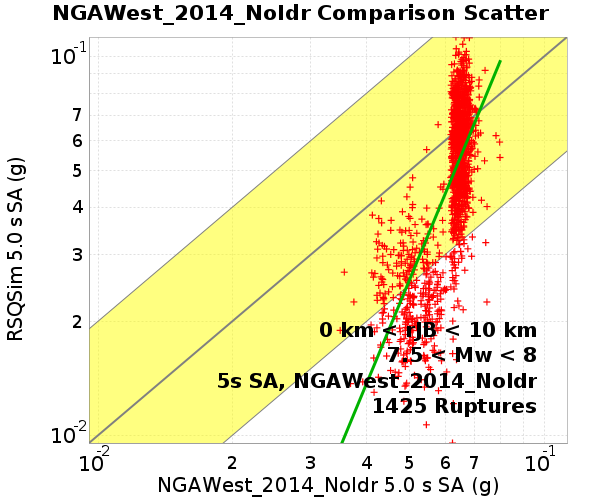 NGAWest_2014_NoIdr Comparison Scatter
RSQSim 5.0 s SA (g)
10-1
7
6
5
4
3
2
10-2
0 km < rJB < 10 km
7.5 < Mw < 8
5s SA, NGAWest_2014_NoIdr
1425 Ruptures
10-2 2 3 4 5 6 7 10-1
NGAWest_2014_NoIdr 5.0 s SA (g)